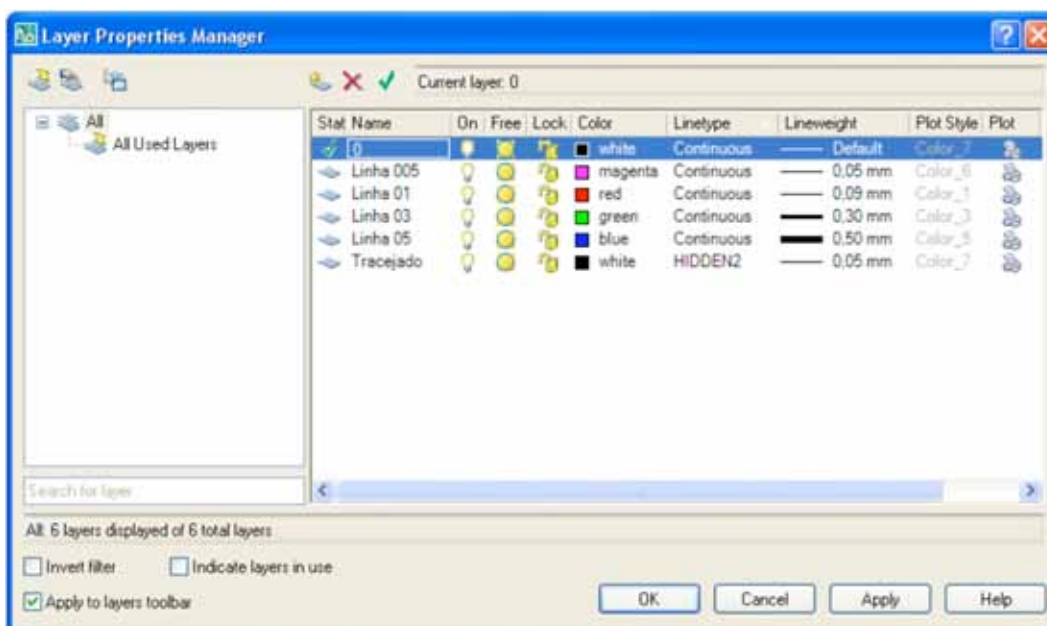 Layer Properties Manager
Current layer: 0
All
All Used Layers
Stat Name On Free Lock Color Linetype Lineweight Plot Style Plot
0 white Continuous Default Color_7
Linha 005 magenta Continuous 0,05 mm Color_6
Linha 01 red Continuous 0,09 mm Color_1
Linha 03 green Continuous 0,30 mm Color_3
Linha 05 blue Continuous 0,50 mm Color_5
Tracejado white HIDDEN2 0,05 mm Color_7
Search for layer
All: 6 layers displayed of 6 total layers
Invert filter Indicate layers in use
Apply to layers toolbar OK Cancel Apply Help